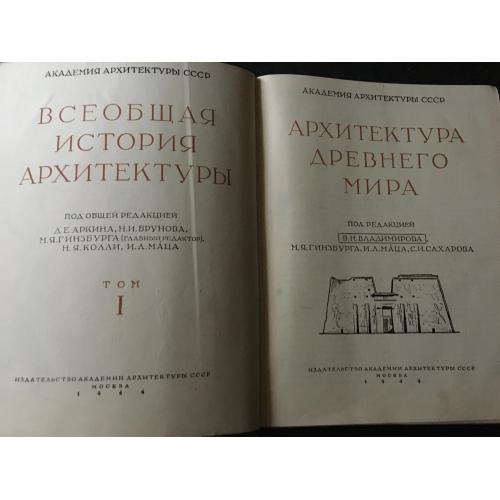 АКАДЕМИЯ АРХИТЕКТУРЫ СССР
ВСЕОБЩАЯ
ИСТОРИЯ
АРХИТЕКТУРЫ
ПОД ОБЩЕЙ РЕДАКЦИЕЙ
Д.Е.АРКИНА, Н.И.БРУНОВА,
М.Я.ГИНЗБУРГА (ГЛАВНЫЙ РЕДАКТОР),
Н.Я.КОЛЛИ, И.Л.МАЦА
ТОМ
I
ИЗДАТЕЛЬСТВО АКАДЕМИИ АРХИТЕКТУРЫ СССР
МОСКВА
1944
АКАДЕМИЯ АРХИТЕКТУРЫ СССР
АРХИТЕКТУРА
ДРЕВНЕГО
МИРА
ПОД РЕДАКЦИЕЙ
В.Н.ВЛАДИМИРОВА,
М.Я.ГИНЗБУРГА, И.Л.МАЦА, С.И.САХАРОВА
ИЗДАТЕЛЬСТВО АКАДЕМИИ АРХИТЕКТУРЫ СССР
МОСКВА
1944